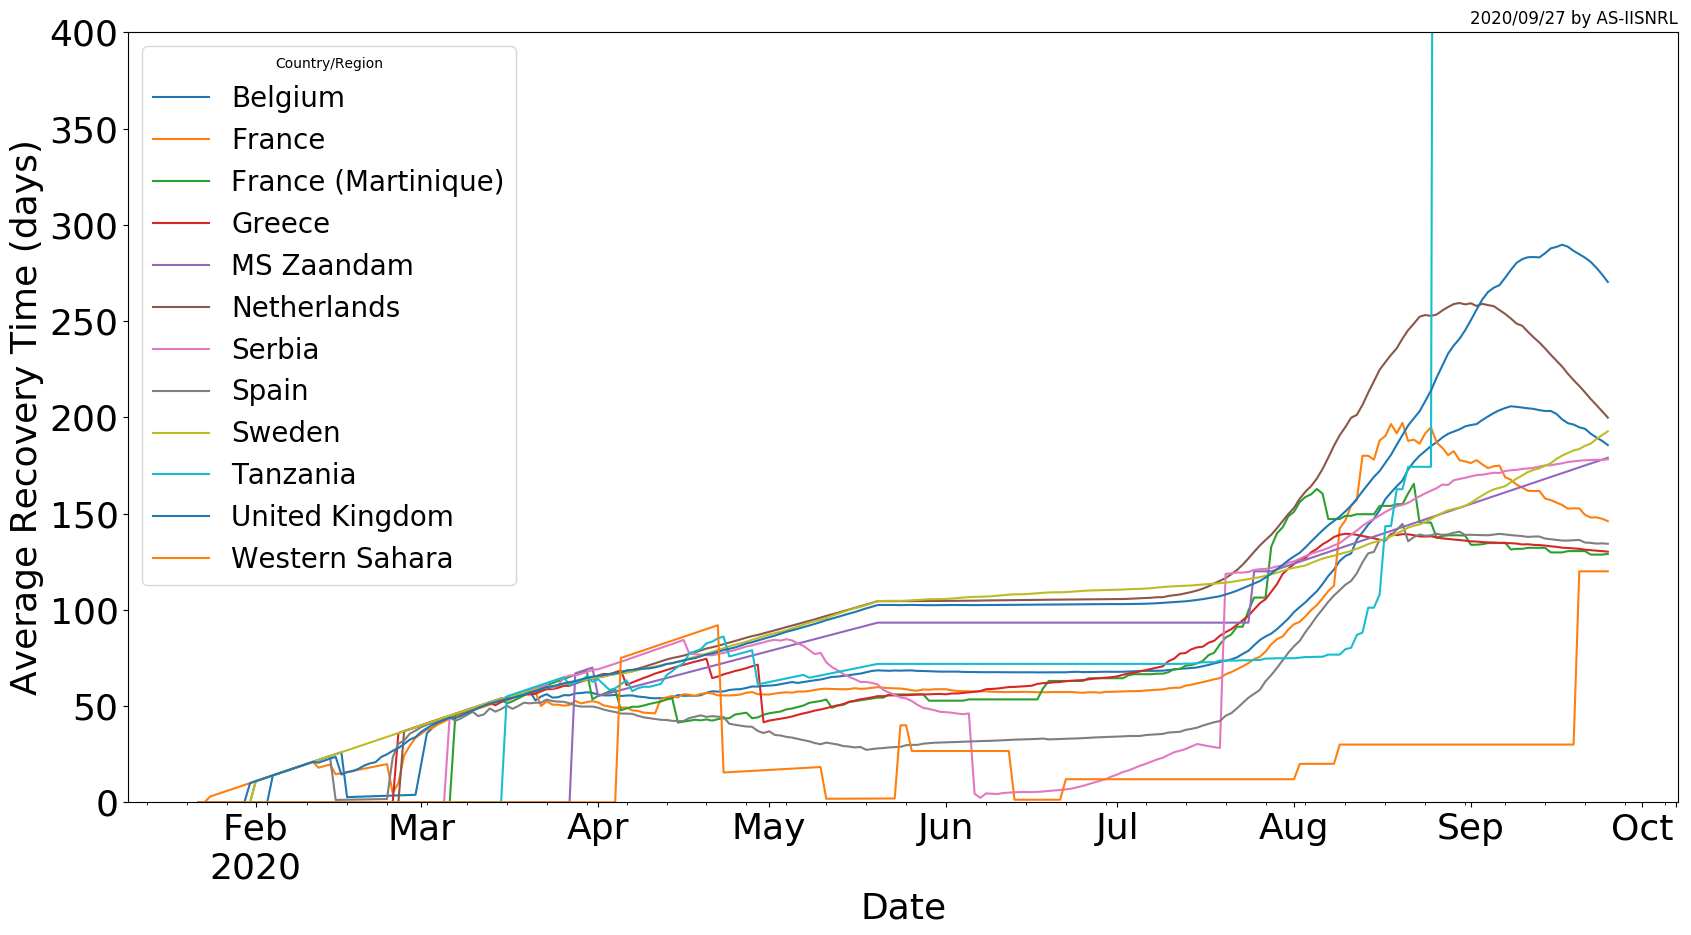 2020/09/27 by AS-IISNRL
400
350
300
250
200
150
100
50
0
Average Recovery Time (days)
Country/Region
Belgium
France
France (Martinique)
Greece
MS Zaandam
Netherlands
Serbia
Spain
Sweden
Tanzania
United Kingdom
Western Sahara
Feb Mar Apr May Jun Jul Aug Sep Oct
2020
Date